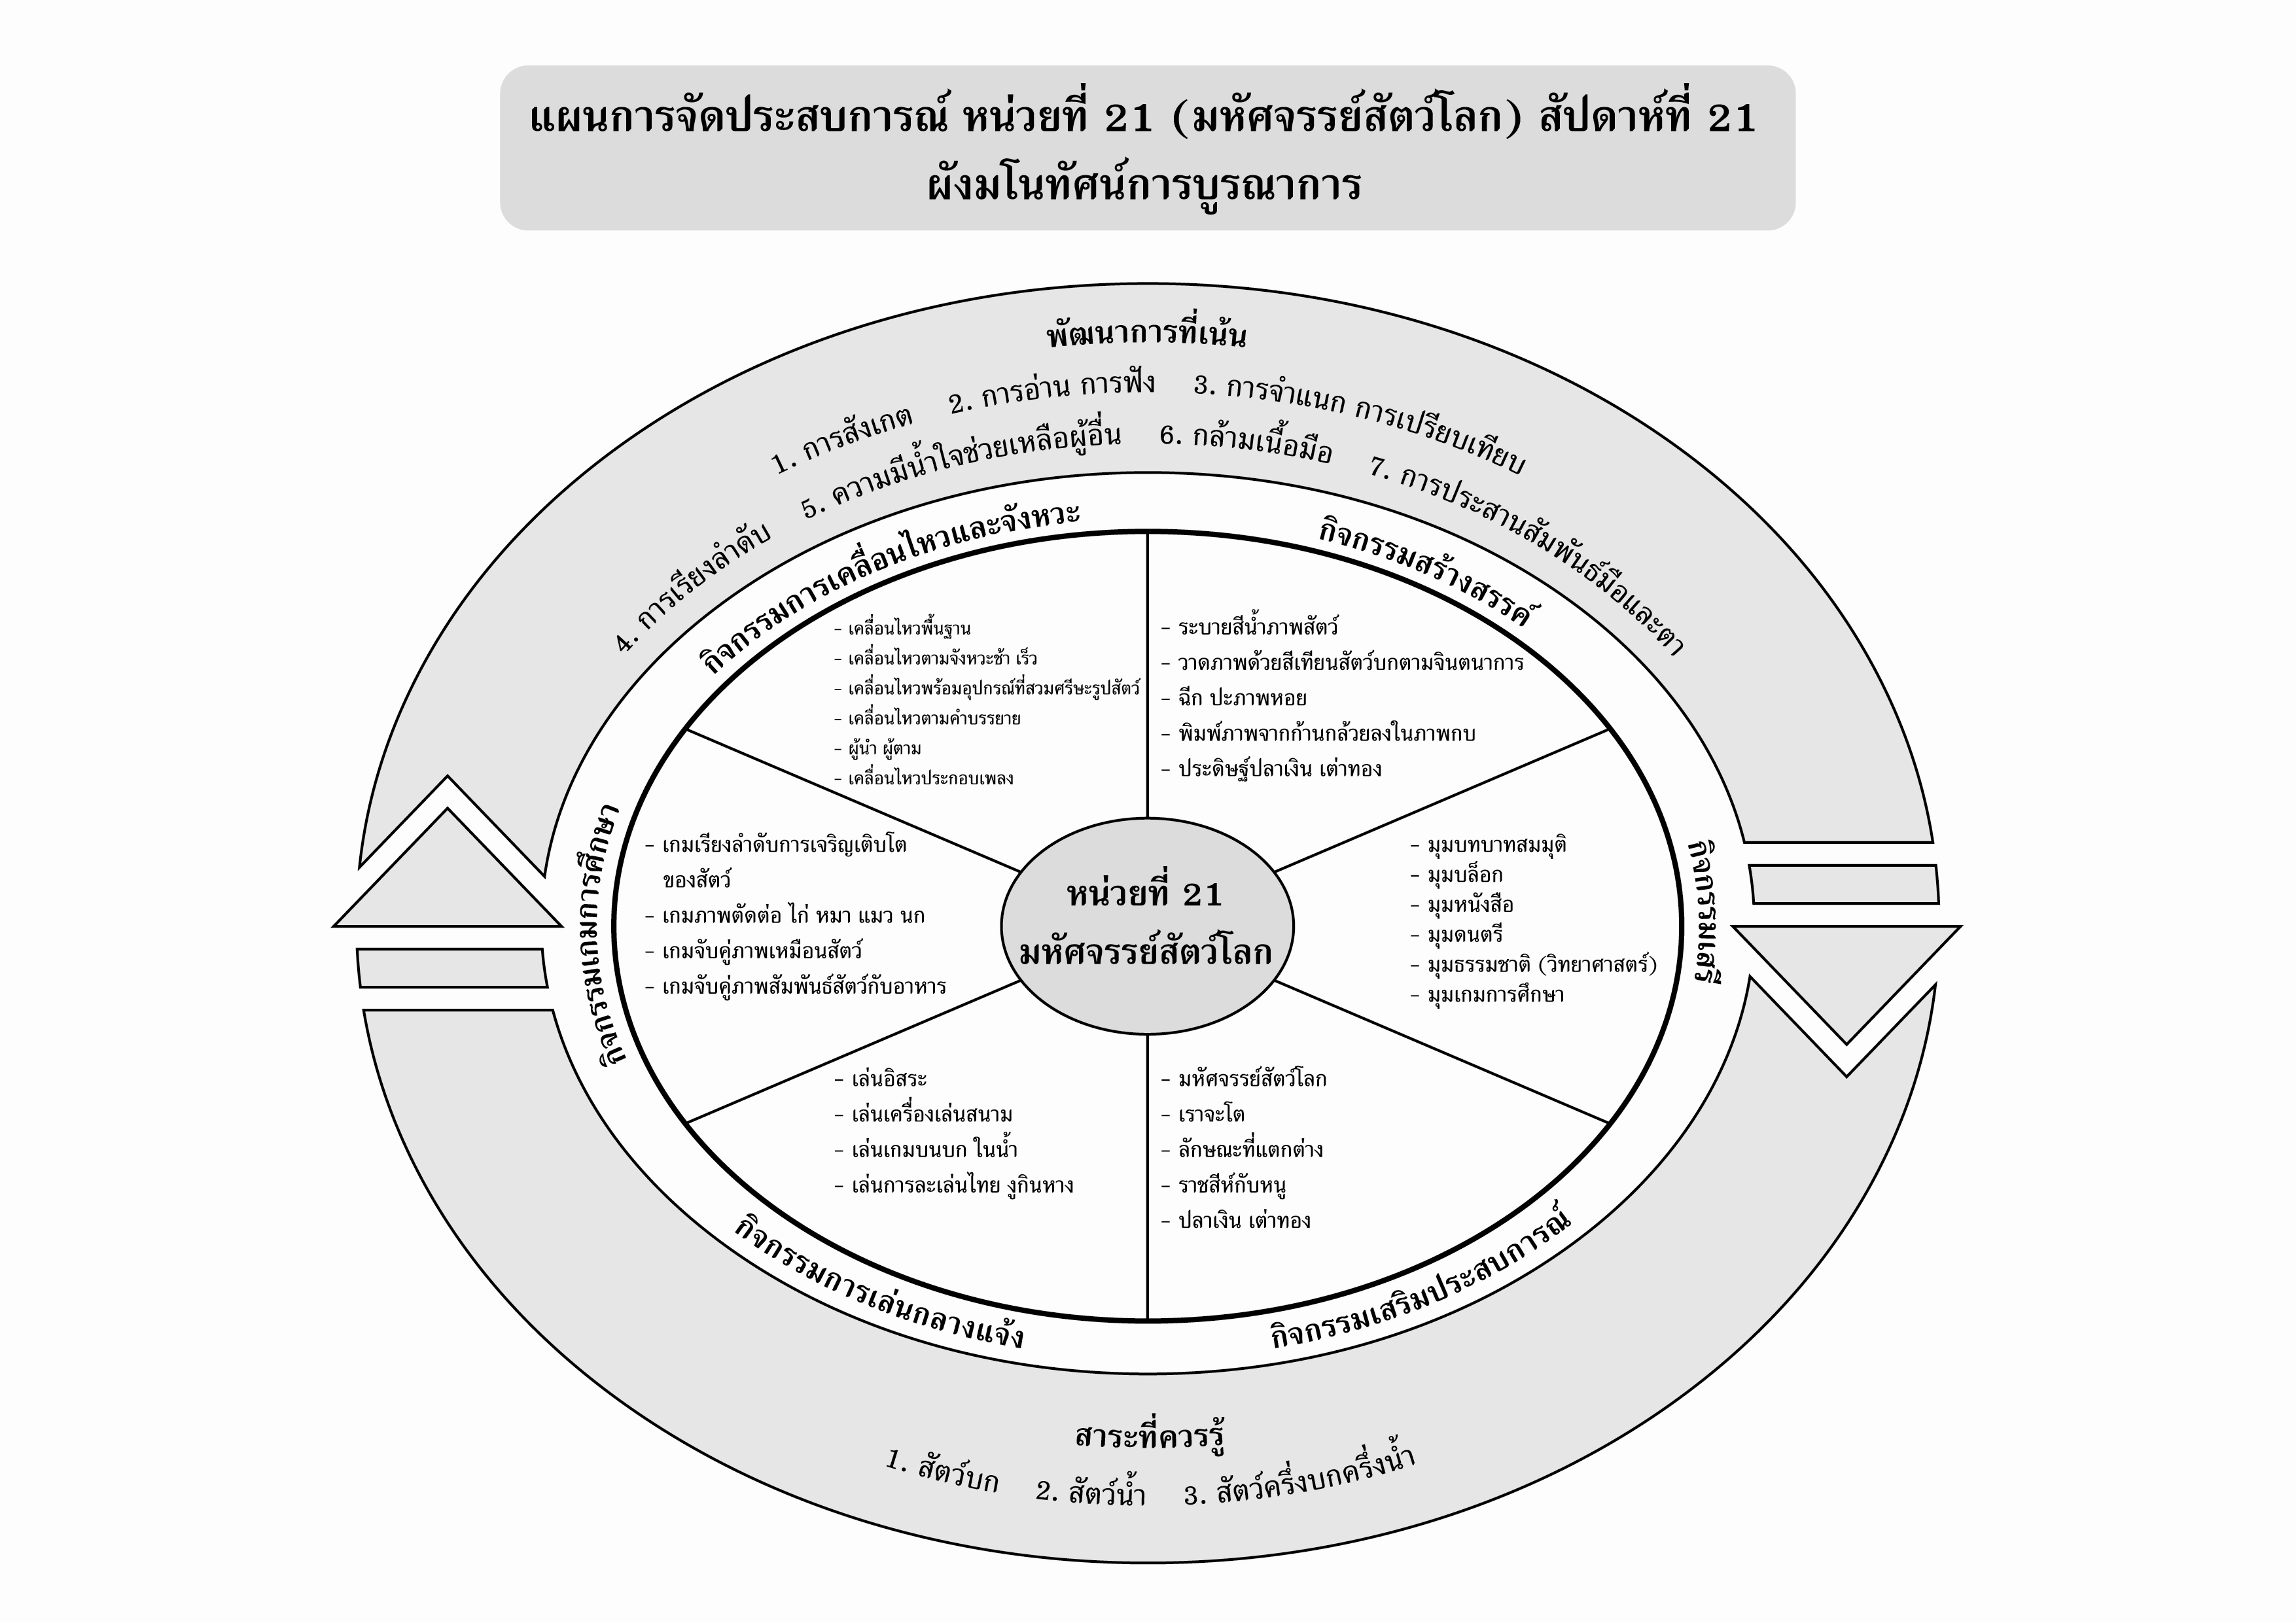 แผนการจัดประสบการณ์ หน่วยที่ 21 (มหัศจรรย์สัตว์โลก) สัปดาห์ที่ 21
ผังมโนทัศน์การบูรณาการ
พัฒนาการที่เน้น
1. การสังเกต 2. การอ่าน การฟัง 3. การจำแนก การเปรียบเทียบ
4. การเรียงลำดับ 5. ความมีน้ำใจช่วยเหลือผู้อื่น 6. กล้ามเนื้อมือ 7. การประสานสัมพันธ์มือและตา
กิจกรรมการเคลื่อนไหวและจังหวะ
- เคลื่อนไหวพื้นฐาน
- เคลื่อนไหวตามจังหวะช้า เร็ว
- เคลื่อนไหวพร้อมอุปกรณ์ที่สวมศรีษะรูปสัตว์
- เคลื่อนไหวตามคำบรรยาย
- ผู้นำ ผู้ตาม
- เคลื่อนไหวประกอบเพลง
กิจกรรมสร้างสรรค์
- ระบายสีน้ำภาพสัตว์
- วาดภาพด้วยสีเทียนสัตว์บกตามจินตนาการ
- ฉีก ปะภาพหอย
- พิมพ์ภาพจากก้านกล้วยลงในภาพกบ
- ประดิษฐ์ปลาเงิน เต่าทอง
กิจกรรมเกมการศึกษา
- เกมเรียงลำดับการเจริญเติบโต
ของสัตว์
- เกมภาพตัดต่อ ไก่ หมา แมว นก
- เกมจับคู่ภาพเหมือนสัตว์
- เกมจับคู่ภาพสัมพันธ์สัตว์กับอาหาร
หน่วยที่ 21
มหัศจรรย์สัตว์โลก
กิจกรรมเสรี
- มุมบทบาทสมมุติ
- มุมบล็อก
- มุมหนังสือ
- มุมดนตรี
- มุมธรรมชาติ (วิทยาศาสตร์)
- มุมเกมการศึกษา
- เล่นอิสระ
- เล่นเครื่องเล่นสนาม
- เล่นเกมบนบก ในน้ำ
- เล่นการละเล่นไทย งูกินหาง
กิจกรรมการเล่นกลางแจ้ง
- มหัศจรรย์สัตว์โลก
- เราจะโต
- ลักษณะที่แตกต่าง
- ราชสีห์กับหนู
- ปลาเงิน เต่าทอง
กิจกรรมเสริมประสบการณ์
สาระที่ควรรู้
1. สัตว์บก 2. สัตว์น้ำ 3. สัตว์ครึ่งบกครึ่งน้ำ